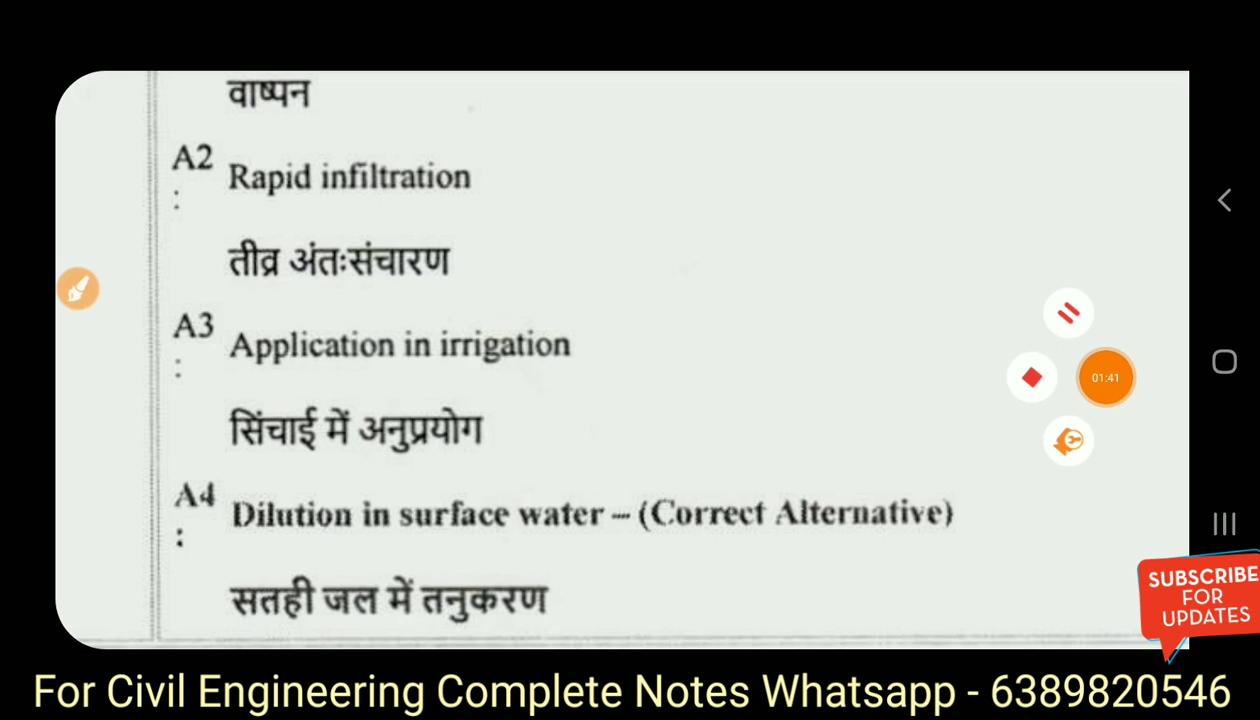 वाष्पन
A2
:
Rapid infiltration
तीव्र अंतःसंचारण
A3
:
Application in irrigation
सिंचाई में अनुप्रयोग
A4
:
Dilution in surface water – (Correct Alternative)
सतही जल में तनुकरण
01:41
SUBSCRIBE
FOR
UPDATES
For Civil Engineering Complete Notes Whatsapp - 6389820546